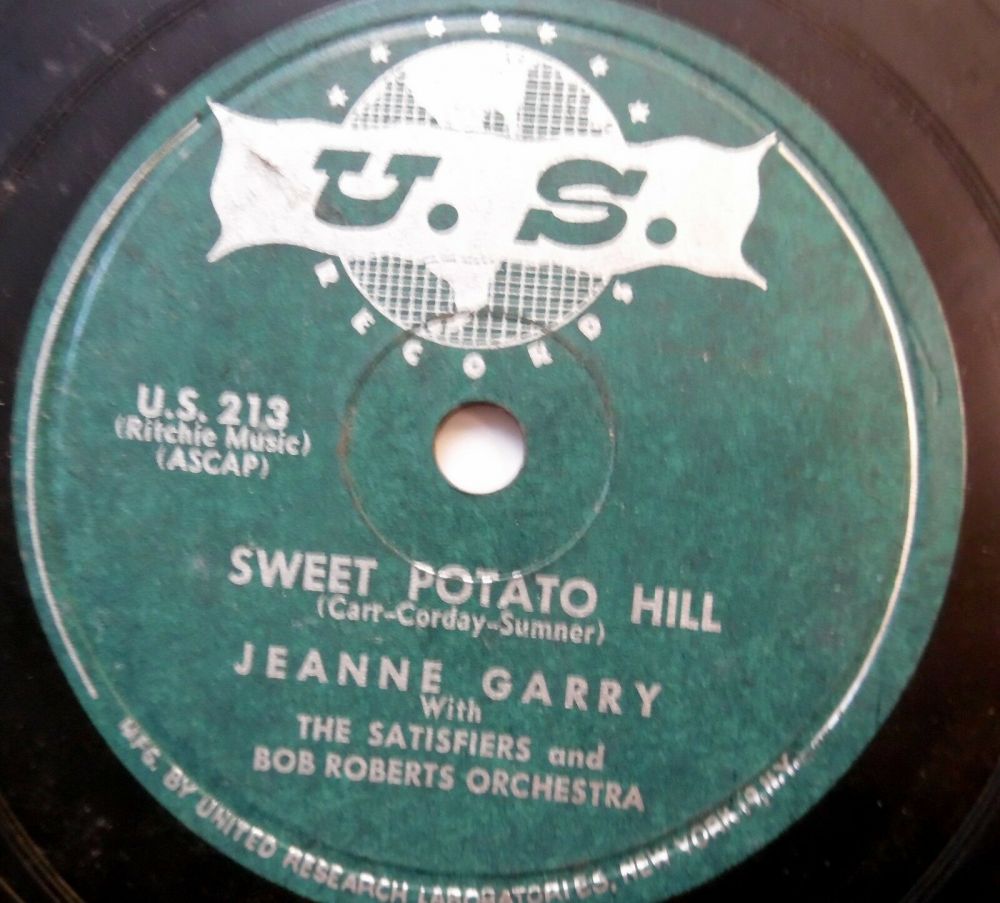 U. S.
RECORDS
U.S. 213
(Ritchie Music)
(ASCAP)
SWEET POTATO HILL
(Carr-Corday-Sumner)
JEANNE GARRY
With
THE SATISFIERS and
BOB ROBERTS ORCHESTRA
MFG. BY UNITED RESEARCH LABORATORIES, NEW YORK 19, N.Y.